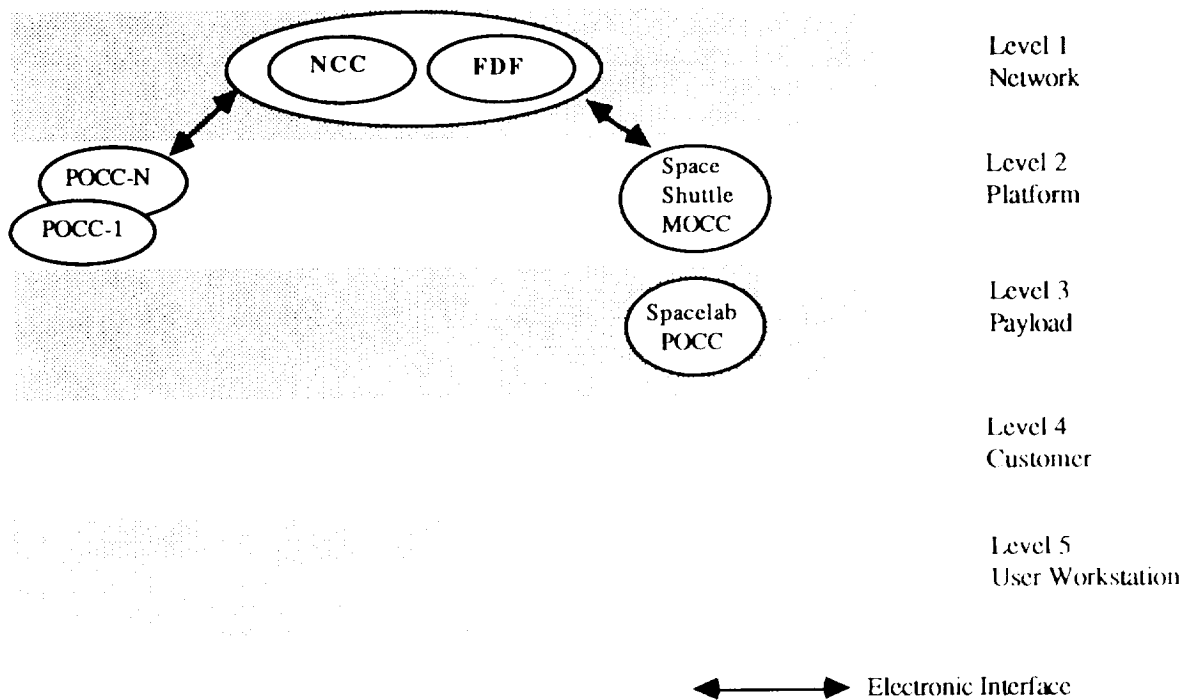 NCC
FDF
Level 1
Network
POCC-N
POCC-1
Space
Shuttle
MOCC
Level 2
Platform
Spacelab
POCC
Level 3
Payload
Level 4
Customer
Level 5
User Workstation
Electronic Interface